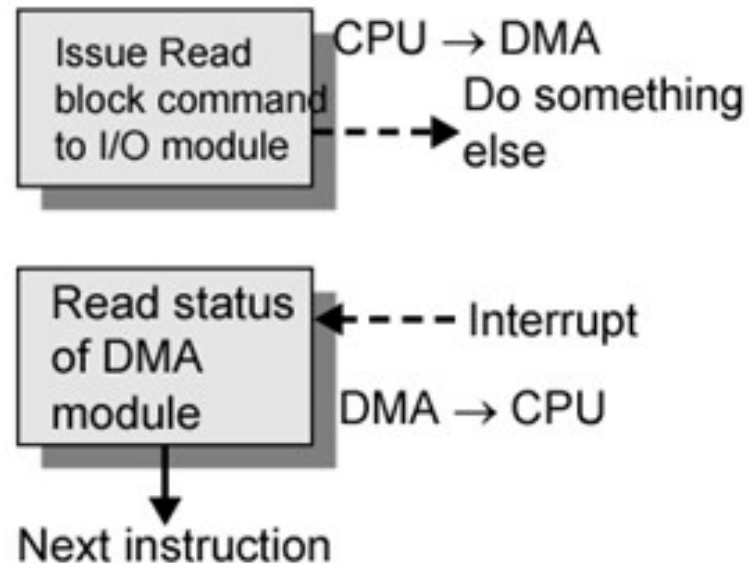 Issue Read
block command
to I/O module
CPU → DMA
Do something
else
Read status
of DMA
module
Interrupt
DMA → CPU
Next instruction